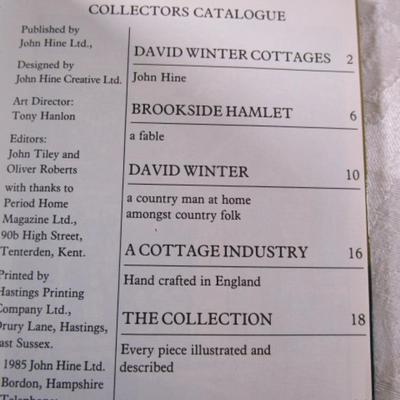 COLLECTORS CATALOGUE
Published by
John Hine Ltd.,
Designed by
John Hine Creative Ltd.
Art Director:
Tony Hanlon
Editors:
John Tiley and
Oliver Roberts
with thanks to
Period Home
Magazine Ltd.,
90b High Street,
Tenterden, Kent.
Printed by
Hastings Printing
Company Ltd.,
Drury Lane, Hastings,
East Sussex.
1985 John Hine Ltd.
Bordon, Hampshire
DAVID WINTER COTTAGES 2
John Hine
BROOKSIDE HAMLET 6
a fable
DAVID WINTER 10
a country man at home
amongst country folk
A COTTAGE INDUSTRY 16
Hand crafted in England
THE COLLECTION 18
Every piece illustrated and
described